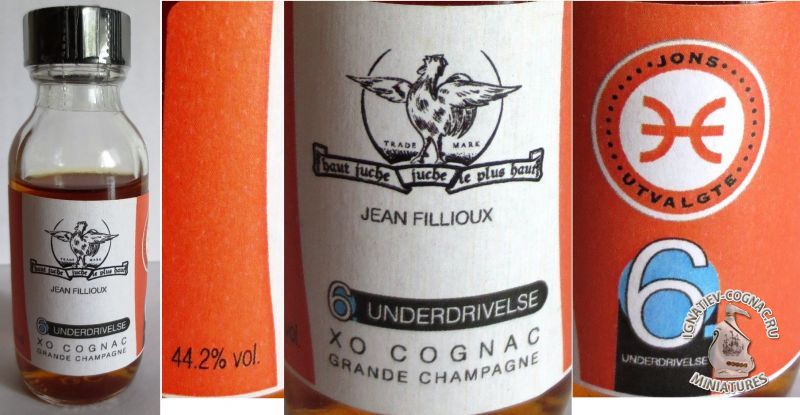 TRADE MARK
haut juche juche le plus haut
JEAN FILLIOUX
6 UNDERDRIVELSE
XO COGNAC
GRANDE CHAMPAGNE
44.2% vol.
TRADE MARK
haut juche juche le plus haut
JEAN FILLIOUX
6 UNDERDRIVELSE
XO COGNAC
GRANDE CHAMPAGNE
JONS
UTVALGTE
6
UNDERDRIVELSE
IGNATIEV-COGNAC.RU
MINIATURES